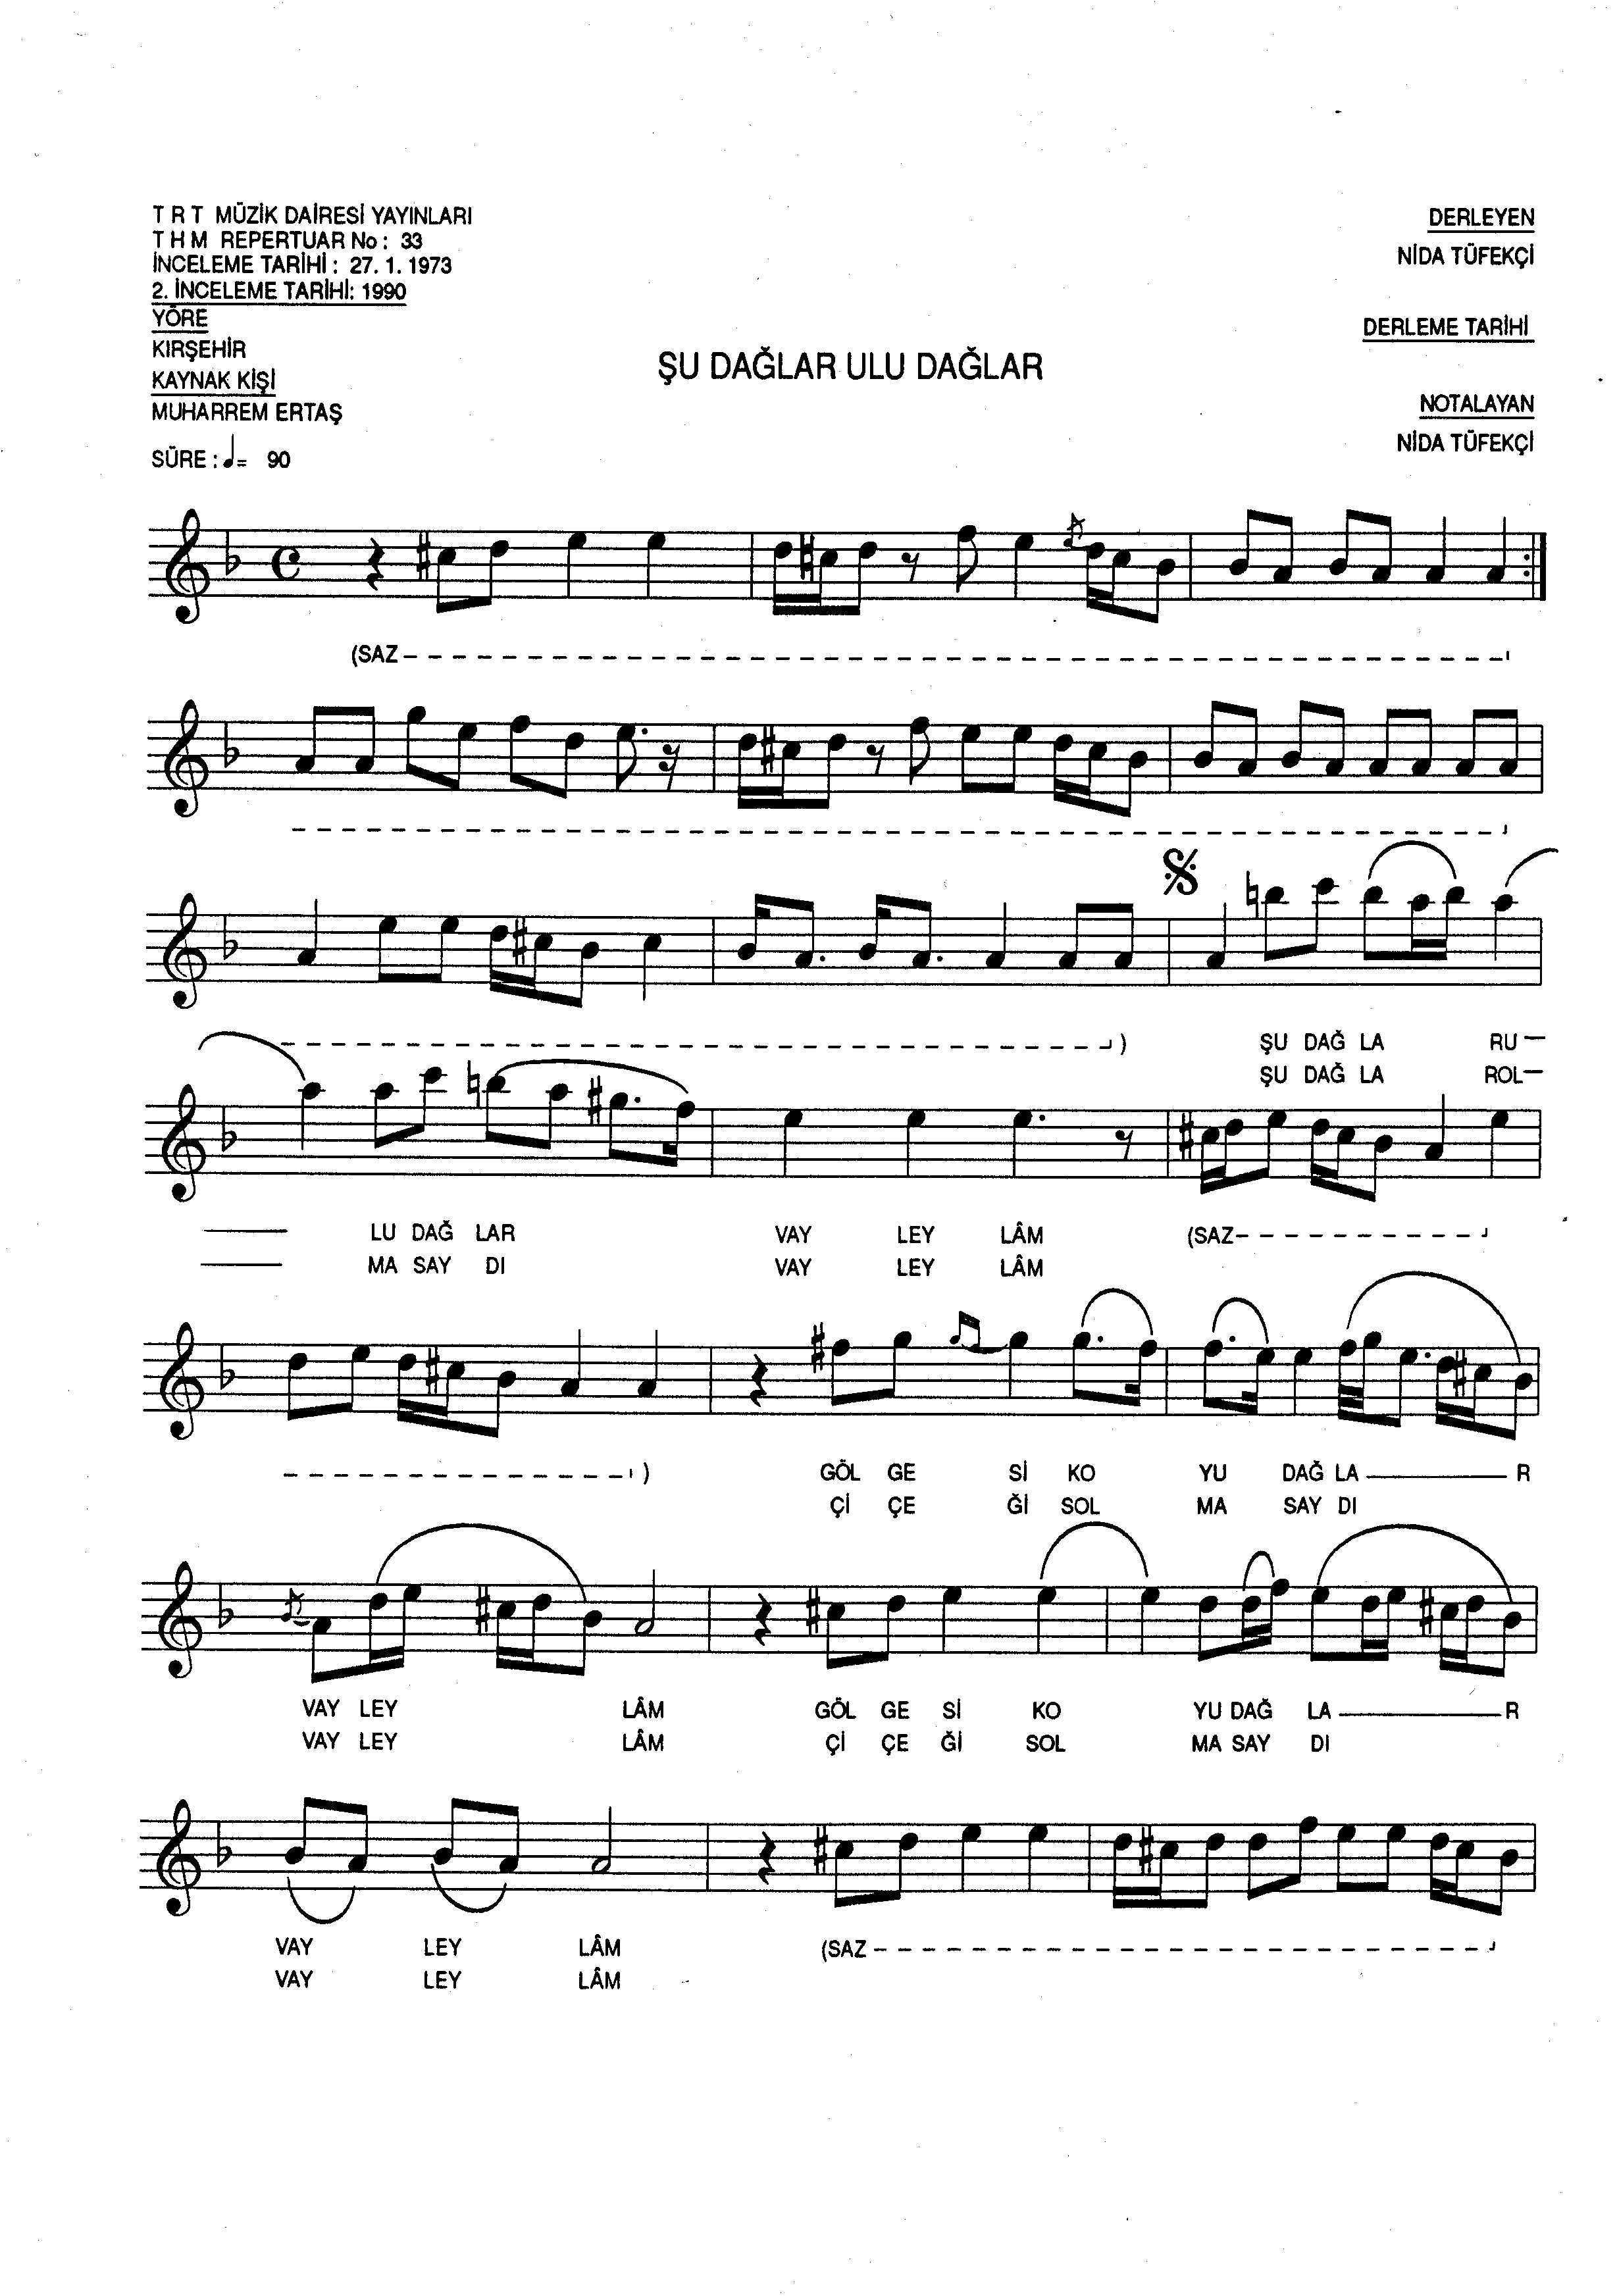 T R T MÜZİK DAİRESİ YAYINLARI
T H M REPERTUAR No : 33
İNCELEME TARİHİ : 27. 1. 1973
2. İNCELEME TARİHİ: 1990
YÖRE
KIRŞEHİR
KAYNAK KİŞİ
MUHARREM ERTAŞ
SÜRE : ♩= 90
ŞU DAĞLAR ULU DAĞLAR
DERLEYEN
NİDA TÜFEKÇİ
DERLEME TARİHİ
NOTALAYAN
NİDA TÜFEKÇİ
(SAZ
)
ŞU DAĞ LA RU
ŞU DAĞ LA ROL
LU DAĞ LAR VAY LEY LÂM (SAZ
MA SAY DI VAY LEY LÂM
) GÖL GE Sİ KO YU DAĞ LA R
Çİ ÇE Ğİ SOL MA SAY DI
VAY LEY LÂM GÖL GE Sİ KO YU DAĞ LA R
VAY LEY LÂM Çİ ÇE Ğİ SOL MA SAY DI
VAY LEY LÂM (SAZ
VAY LEY LÂM